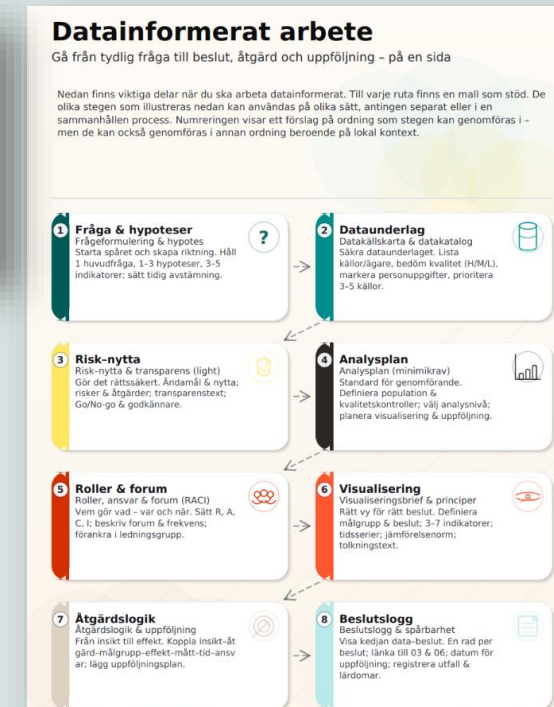 Datainformerat arbete
Gå från tydlig fråga till beslut, åtgärd och uppföljning – på en sida
Nedan finns viktiga delar när du ska arbeta datainformerat. Till varje ruta finns en mall som stöd. De
olika stegen som illustreras nedan kan användas på olika sätt, antingen separat eller i en
sammanhållen process. Numreringen visar ett förslag på ordning som stegen kan genomföras i –
men de kan också genomföras i annan ordning beroende på lokal kontext.
1 Fråga & hypoteser
Frågeformulering & hypotes
Starta spåret och skapa riktning. Håll
1 huvudfråga, 1–3 hypoteser, 3–5
indikatorer; sätt tidig avstämning.
?
2 Dataunderlag
Datakällskarta & datakatalog
Säkra dataunderlaget. Lista
källor/ägare, bedöm kvalitet (H/M/L),
markera personuppgifter, prioritera
3–5 källor.
3 Risk–nytta
Risk–nytta & transparens (light)
Gör det rättssäkert. Ändamål & nytta;
risker & åtgärder; transparenstext;
Go/No-go & godkännare.
4 Analysplan
Analysplan (minimikrav)
Standard för genomförande.
Definiera population &
kvalitetskontroller; välj analysnivå;
planera visualisering & uppföljning.
5 Roller & forum
Roller, ansvar & forum (RACI)
Vem gör vad – var och när. Sätt R, A,
C, I; beskriv forum & frekvens;
förankra i ledningsgrupp.
6 Visualisering
Visualiseringsbrief & principer
Rätt vy för rätt beslut. Definiera
målgrupp & beslut; 3–7 indikatorer;
tidsserier; jämförelsenorm;
tolkningstext.
7 Åtgärdslogik
Åtgärdslogik & uppföljning
Från insikt till effekt. Koppla insikt–åt
gärd–målgrupp–effekt–mått–tid–ansv
ar; lägg uppföljningsplan.
8 Beslutslogg
Beslutslogg & spårbarhet
Visa kedjan data–beslut. En rad per
beslut; länka till 03 & 06; datum för
uppföljning; registrera utfall &
lärdomar.